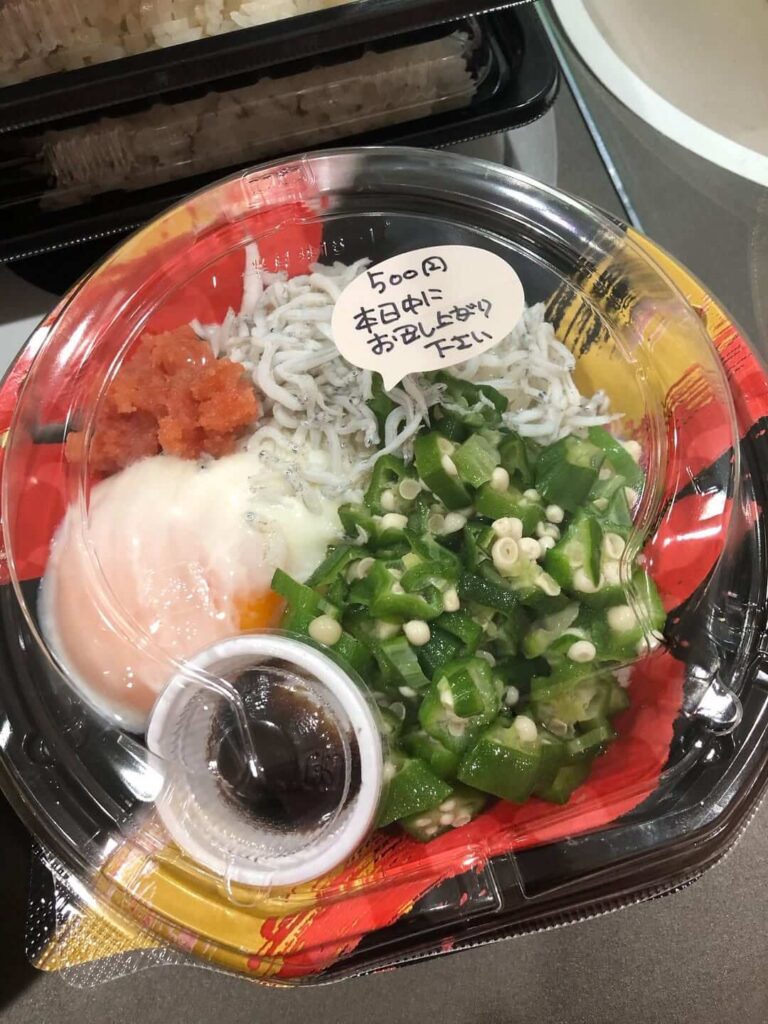 500円
本日中に
お召し上がり
下さい